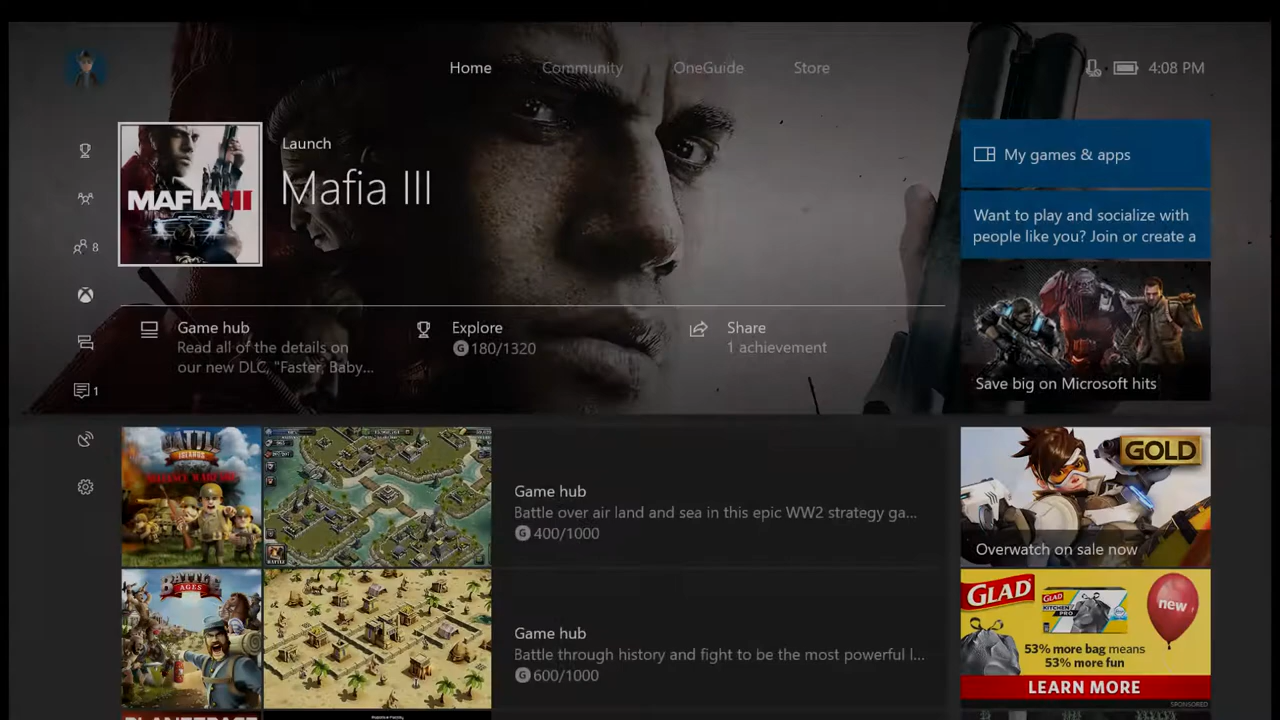 Home
Community
OneGuide
Store
4:08 PM
MAFIA III
Launch
Mafia III
My games & apps
Want to play and socialize with
people like you? Join or create a
8
Game hub
Read all of the details on
our new DLC, "Faster, Baby...
Explore
G 180/1320
Share
1 achievement
Save big on Microsoft hits
1
BATTLE
ISLANDS
Game hub
Battle over air land and sea in this epic WW2 strategy ga...
G 400/1000
GOLD
Overwatch on sale now
BATTLE
AGES
Game hub
Battle through history and fight to be the most powerful l...
G 600/1000
GLAD
GLAD
KITCHEN
PRO
new
53% more bag means
53% more fun
LEARN MORE
SPONSORED